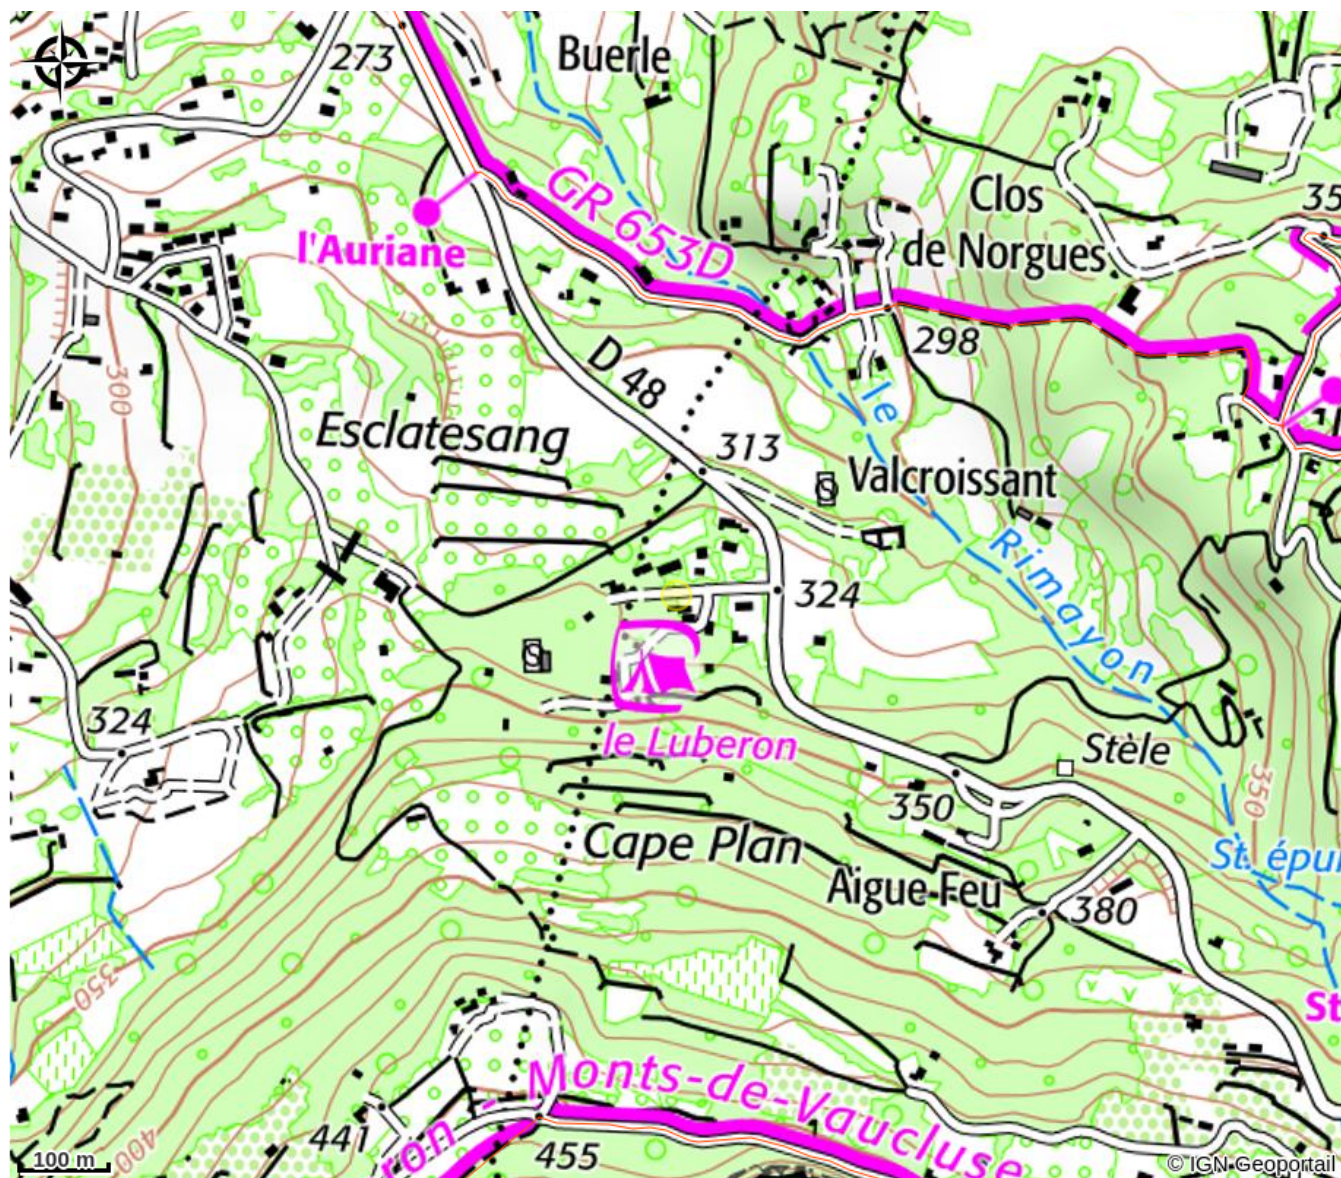 273
Buerle
GR 653D
Clos
de Norgues
l'Auriane
298
300
D 48
le
Esclatesang
313
Valcroissant
Rimayon
324
S
S
324
le Luberon
Stèle
350
350
Cape Plan
St. épu
Aigue-Feu
380
350
St
- Monts-de-Vaucluse
ron
441
455
400
100 m
© IGN Geoportail